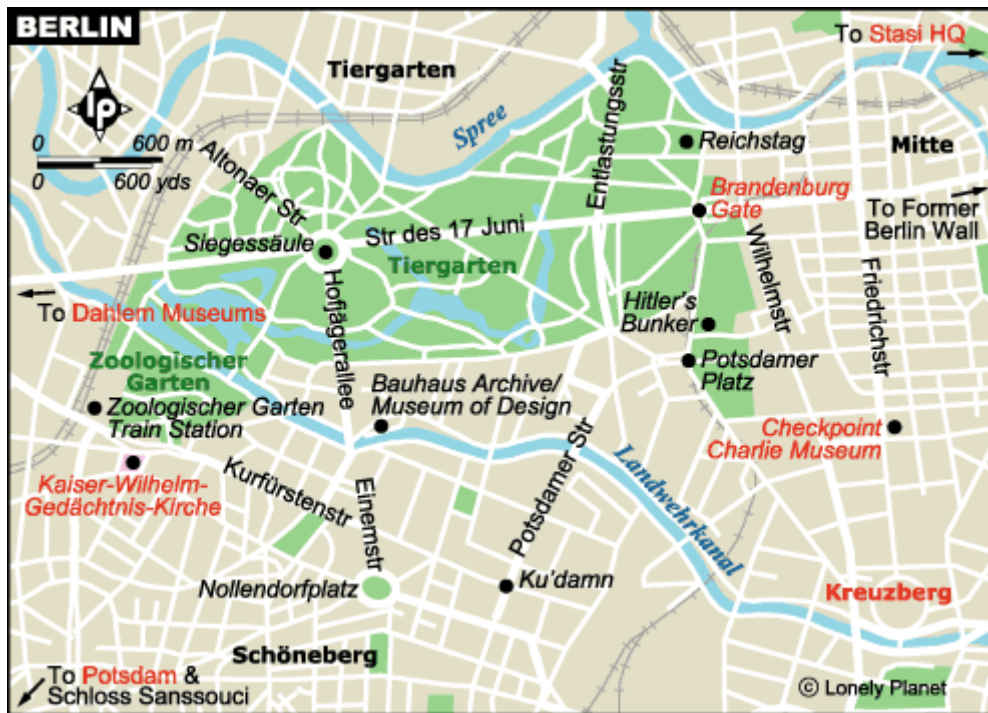 BERLIN
To Stasi HQ
Tiergarten
lp
Spree
Entlastungsstr
Reichstag
Mitte
0 600 m
0 600 yds
Altonaer Str
Brandenburg
Gate
To Former
Berlin Wall
Siegessäule
Str des 17 Juni
Tiergarten
Wilhelmstr
Friedrichstr
To Dahlem Museums
Hofjägerallee
Hitler's
Bunker
Zoologischer
Garten
Potsdamer
Platz
Bauhaus Archive/
Museum of Design
Zoologischer Garten
Train Station
Checkpoint
Charlie Museum
Kaiser-Wilhelm-
Gedächtnis-Kirche
Kurfürstenstr
Einemstr
Potsdamer Str
Landwehrkanal
Nollendorfplatz
Ku'damn
Kreuzberg
Schöneberg
To Potsdam &
Schloss Sanssouci
© Lonely Planet